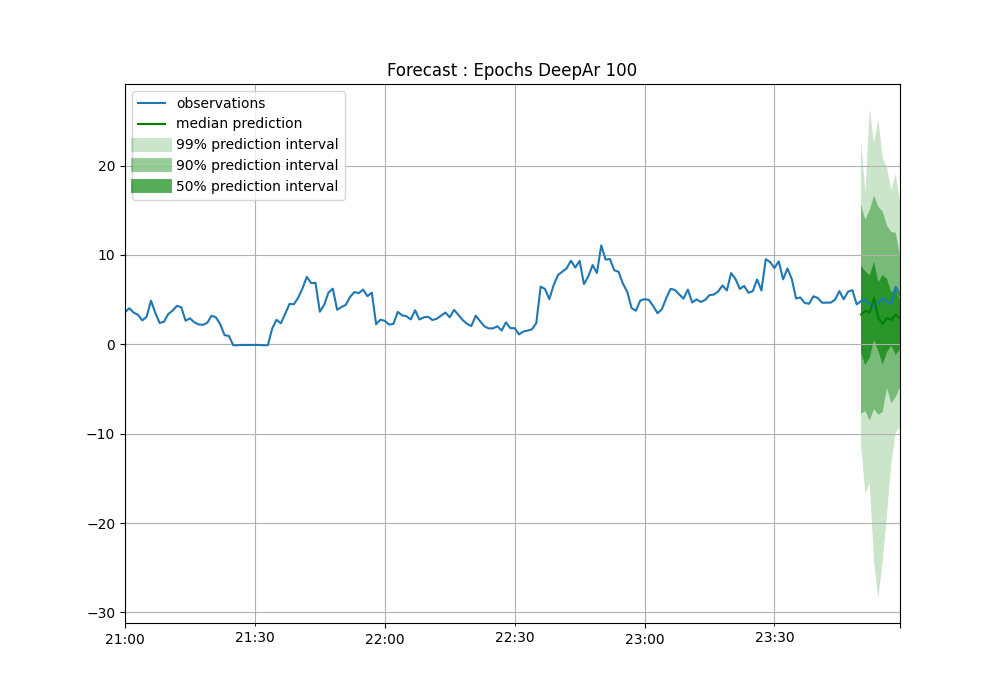 Forecast : Epochs DeepAr 100
observations
median prediction
99% prediction interval
90% prediction interval
50% prediction interval
20
10
0
−10
−20
−30
21:00
21:30
22:00
22:30
23:00
23:30